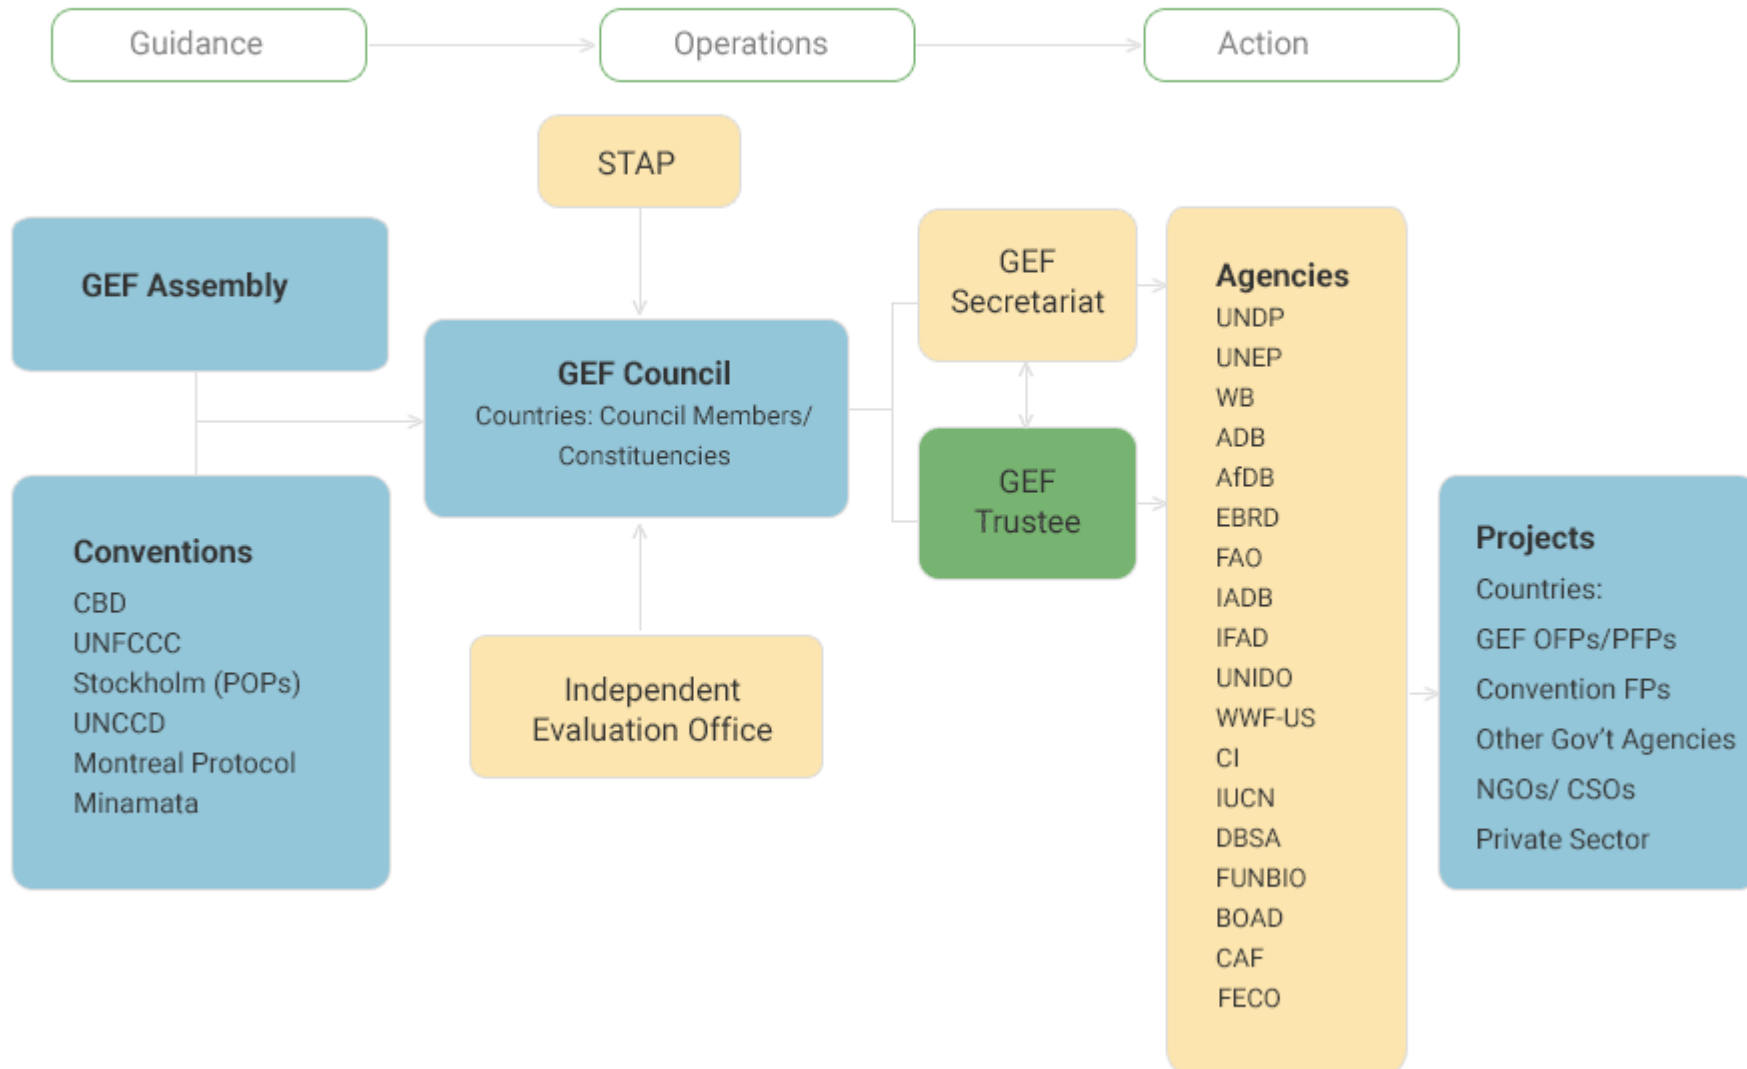 Guidance
Operations
Action
STAP
GEF Assembly
GEF Council
Countries: Council Members/
Constituencies
GEF
Secretariat
GEF
Trustee
Independent
Evaluation Office
Conventions
CBD
UNFCCC
Stockholm (POPs)
UNCCD
Montreal Protocol
Minamata
Agencies
UNDP
UNEP
WB
ADB
AfDB
EBRD
FAO
IADB
IFAD
UNIDO
WWF-US
CI
IUCN
DBSA
FUNBIO
BOAD
CAF
FECO
Projects
Countries:
GEF OFPs/PFPs
Convention FPs
Other Gov’t Agencies
NGOs/ CSOs
Private Sector